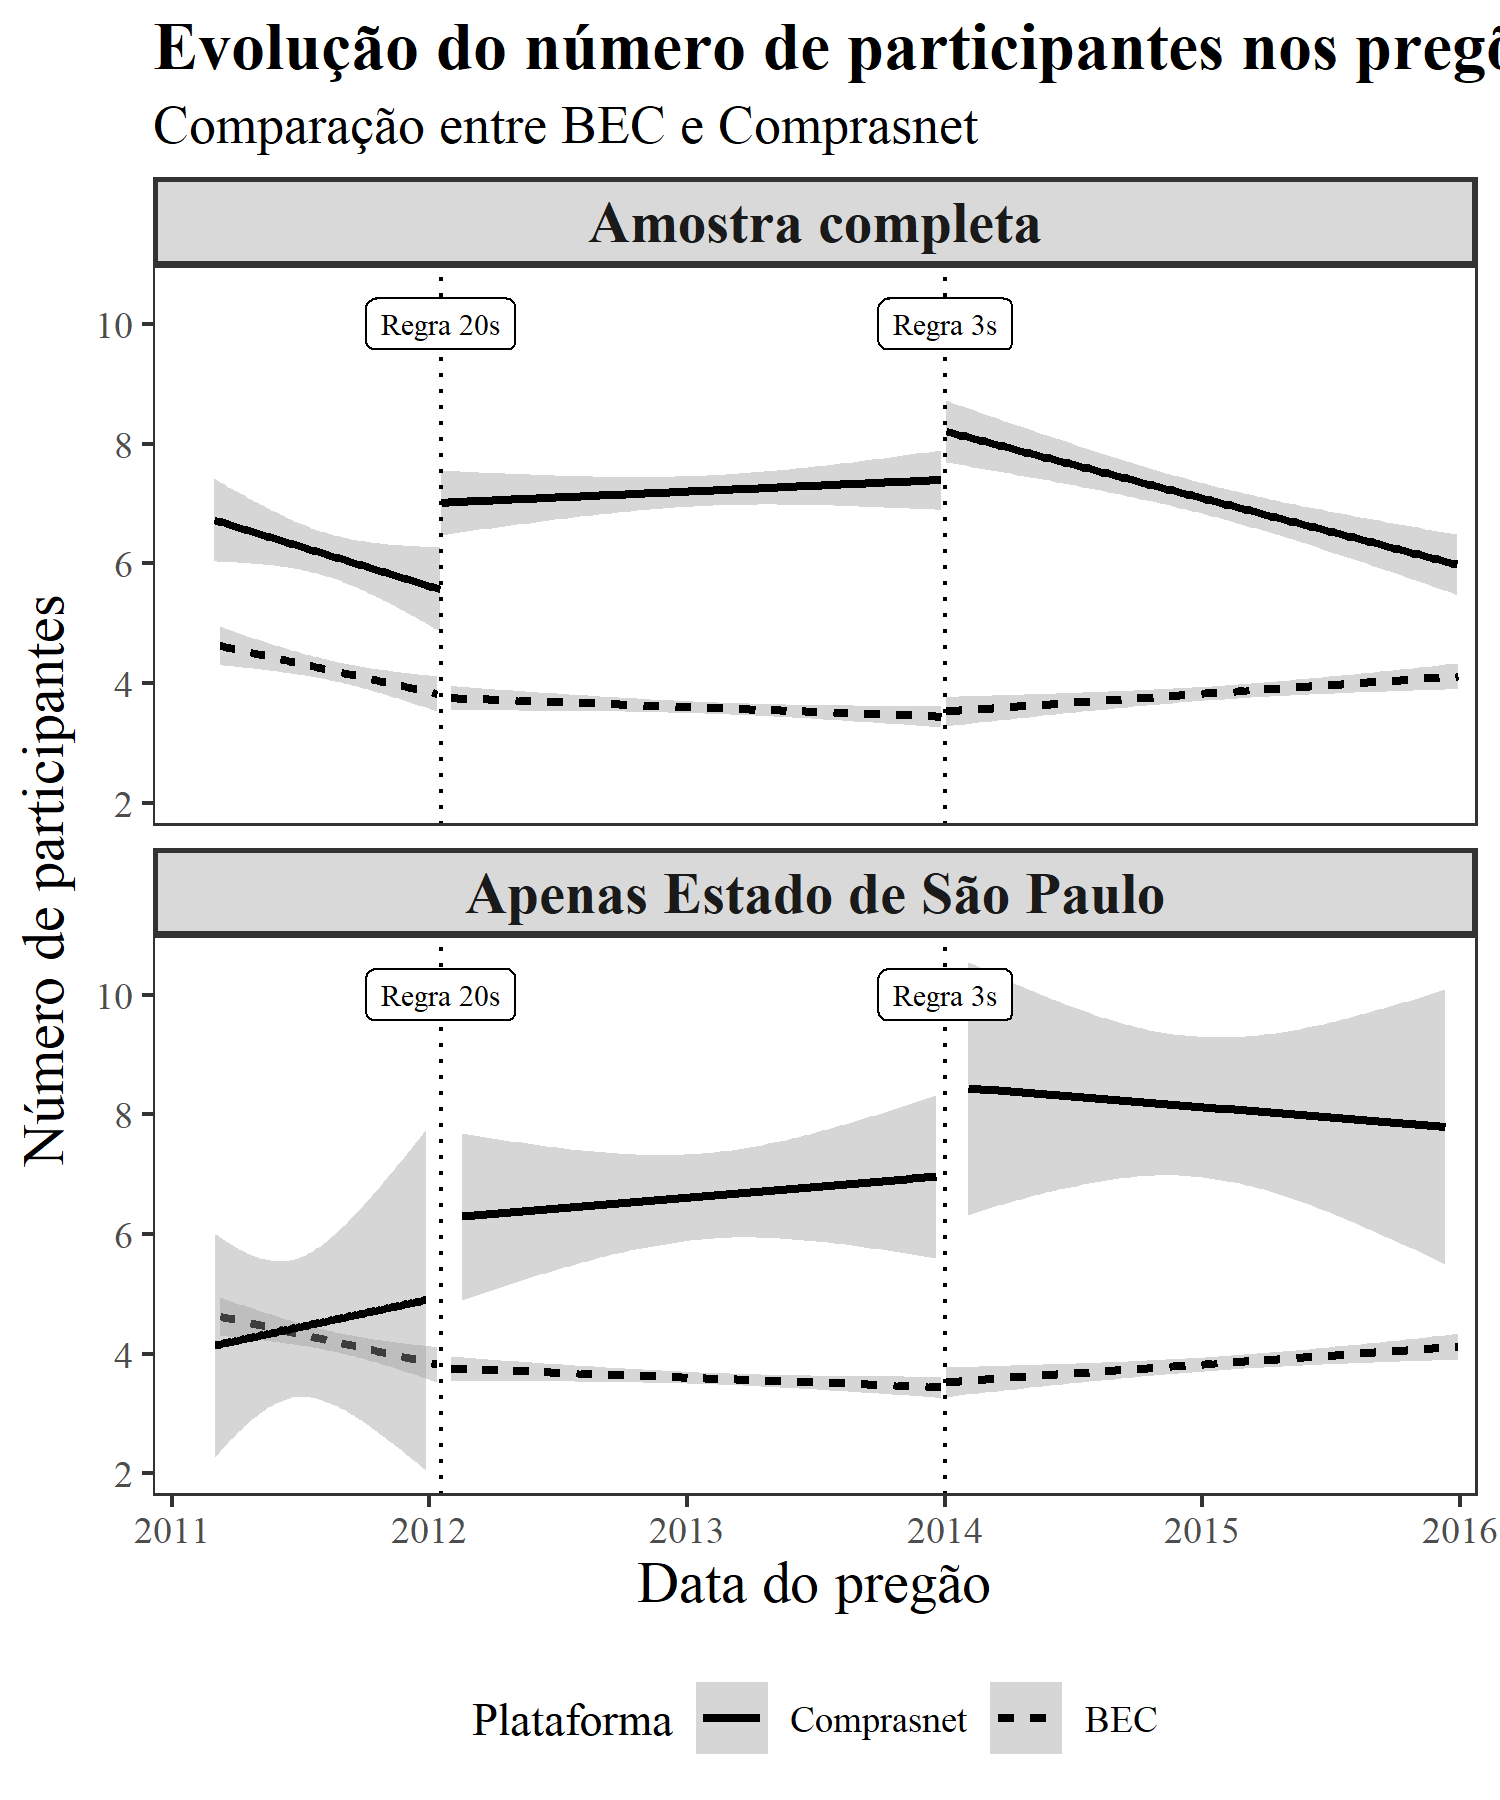 Evolução do número de participantes nos pregõ
Comparação entre BEC e Comprasnet
Amostra completa
Regra 20s
Regra 3s
10
8
6
4
2
Número de participantes
Apenas Estado de São Paulo
Regra 20s
Regra 3s
10
8
6
4
2
2011 2012 2013 2014 2015 2016
Data do pregão
Plataforma Comprasnet BEC